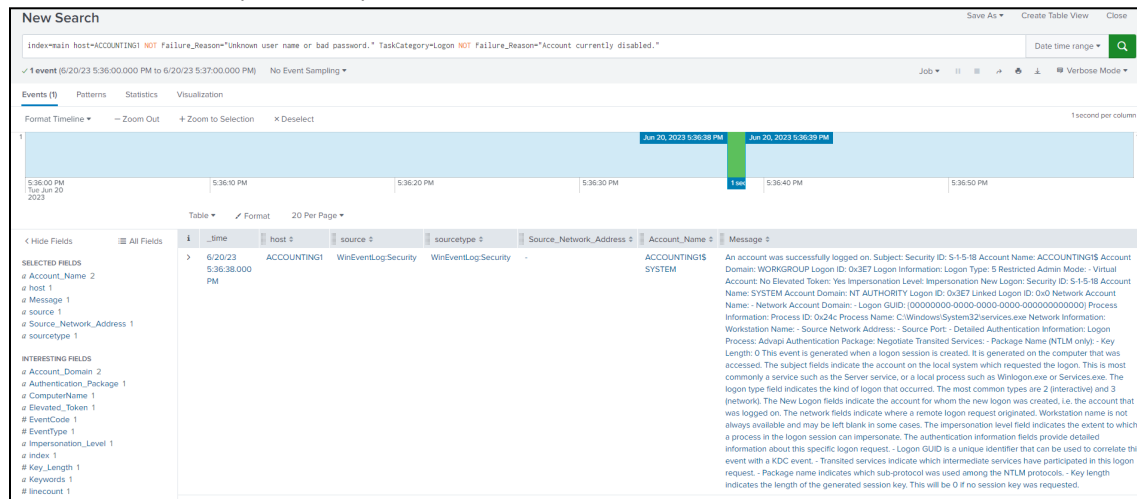 New Search
Save As ▾ Create Table View Close
index=main host=ACCOUNTING1 NOT Failure_Reason="Unknown user name or bad password." TaskCategory=Logon NOT Failure_Reason="Account currently disabled."
Date time range ▾
✓ 1 event (6/20/23 5:36:00.000 PM to 6/20/23 5:37:00.000 PM) No Event Sampling ▾
Job ▾ Verbose Mode ▾
Events (1) Patterns Statistics Visualization
Format Timeline ▾ — Zoom Out + Zoom to Selection × Deselect
1 second per column
1
Jun 20, 2023 5:36:38 PM
Jun 20, 2023 5:36:39 PM
5:36:00 PM
Tue Jun 20
2023
5:36:10 PM
5:36:20 PM
5:36:30 PM
1 sec
5:36:40 PM
5:36:50 PM
Table ▾ Format 20 Per Page ▾
< Hide Fields All Fields
i _time host source sourcetype Source_Network_Address Account_Name Message
SELECTED FIELDS
a Account_Name 2
a host 1
a Message 1
a source 1
a Source_Network_Address 1
a sourcetype 1
INTERESTING FIELDS
a Account_Domain 2
a Authentication_Package 1
a ComputerName 1
a Elevated_Token 1
# EventCode 1
# EventType 1
a Impersonation_Level 1
a index 1
# Key_Length 1
a Keywords 1
# linecount 1
> 6/20/23
5:36:38.000
PM
ACCOUNTING1
WinEventLog:Security
WinEventLog:Security
-
ACCOUNTING1$
SYSTEM
An account was successfully logged on. Subject: Security ID: S-1-5-18 Account Name: ACCOUNTING1$ Account
Domain: WORKGROUP Logon ID: 0x3E7 Logon Information: Logon Type: 5 Restricted Admin Mode: - Virtual
Account: No Elevated Token: Yes Impersonation Level: Impersonation New Logon: Security ID: S-1-5-18 Account
Name: SYSTEM Account Domain: NT AUTHORITY Logon ID: 0x3E7 Linked Logon ID: 0x0 Network Account
Name: - Network Account Domain: - Logon GUID: {00000000-0000-0000-0000-000000000000} Process
Information: Process ID: 0x24c Process Name: C:\Windows\System32\services.exe Network Information:
Workstation Name: - Source Network Address: - Source Port: - Detailed Authentication Information: Logon
Process: Advapi Authentication Package: Negotiate Transited Services: - Package Name (NTLM only): - Key
Length: 0 This event is generated when a logon session is created. It is generated on the computer that was
accessed. The subject fields indicate the account on the local system which requested the logon. This is most
commonly a service such as the Server service, or a local process such as Winlogon.exe or Services.exe. The
logon type field indicates the kind of logon that occurred. The most common types are 2 (interactive) and 3
(network). The New Logon fields indicate the account for whom the new logon was created, i.e. the account that
was logged on. The network fields indicate where a remote logon request originated. Workstation name is not
always available and may be left blank in some cases. The impersonation level field indicates the extent to which
a process in the logon session can impersonate. The authentication information fields provide detailed
information about this specific logon request. - Logon GUID is a unique identifier that can be used to correlate this
event with a KDC event. - Transited services indicate which intermediate services have participated in this logon
request. - Package name indicates which sub-protocol was used among the NTLM protocols. - Key length
indicates the length of the generated session key. This will be 0 if no session key was requested.